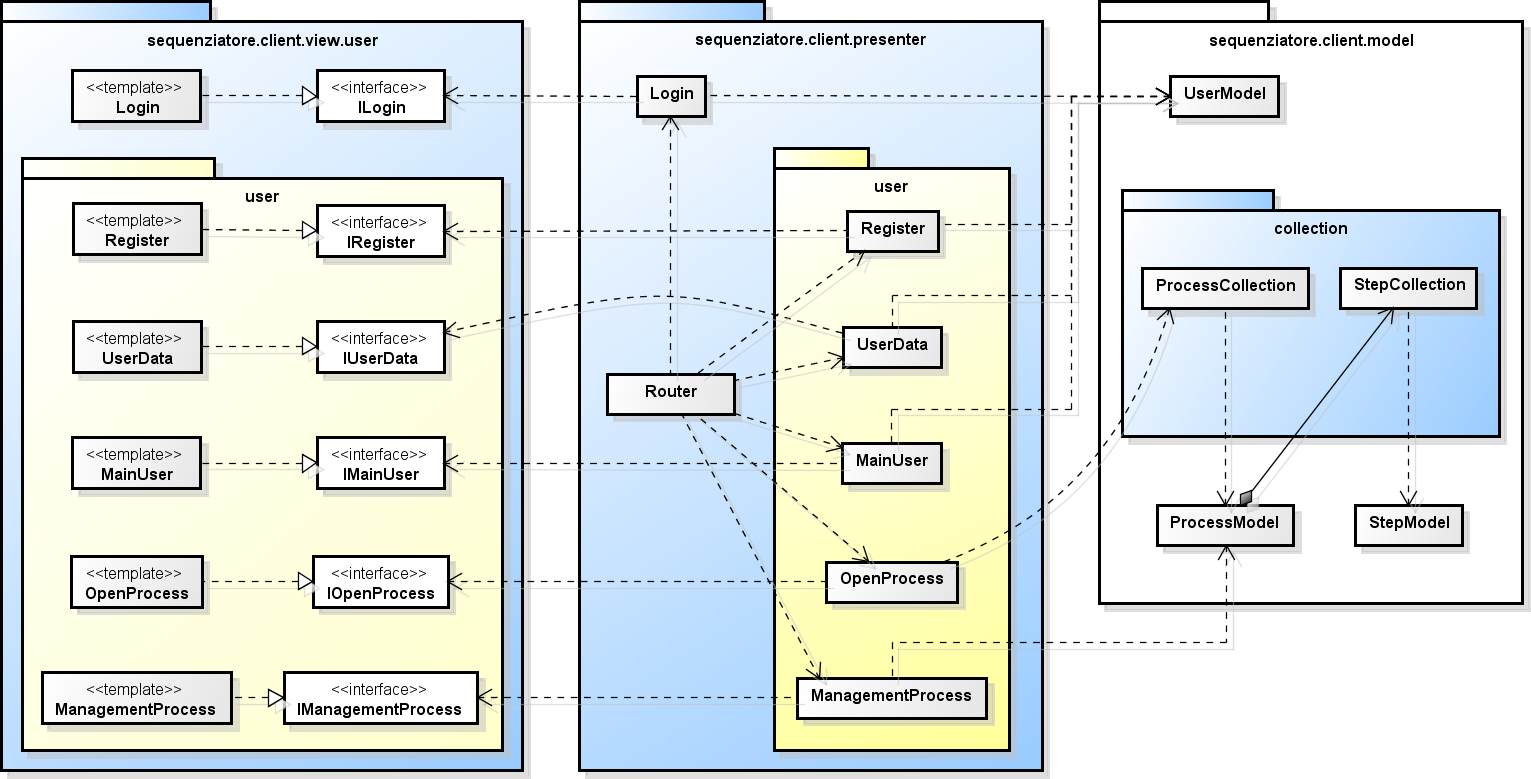 sequenziatore.client.view.user
<<template>>
Login
<<interface>>
ILogin
user
<<template>>
Register
<<interface>>
IRegister
<<template>>
UserData
<<interface>>
IUserData
<<template>>
MainUser
<<interface>>
IMainUser
<<template>>
OpenProcess
<<interface>>
IOpenProcess
<<template>>
ManagementProcess
<<interface>>
IManagementProcess
sequenziatore.client.presenter
Login
Router
user
Register
UserData
MainUser
OpenProcess
ManagementProcess
sequenziatore.client.model
UserModel
collection
ProcessCollection
StepCollection
ProcessModel
StepModel